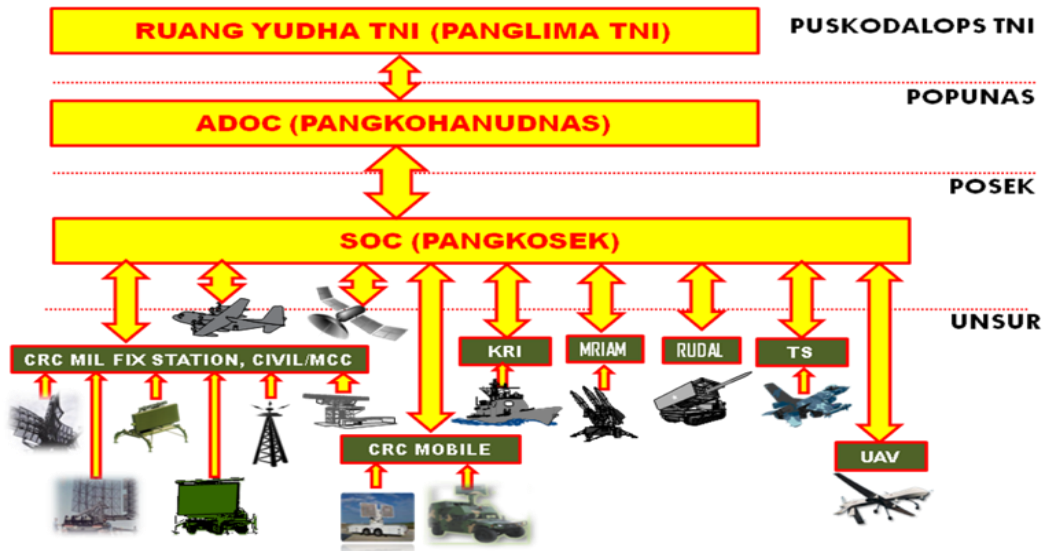 RUANG YUDHA TNI (PANGLIMA TNI)
PUSKODALOPS TNI
POPUNAS
ADOC (PANGKOHANUDNAS)
POSEK
SOC (PANGKOSEK)
UNSUR
CRC MIL FIX STATION, CIVIL/MCC
KRI
MRIAM
RUDAL
TS
CRC MOBILE
UAV